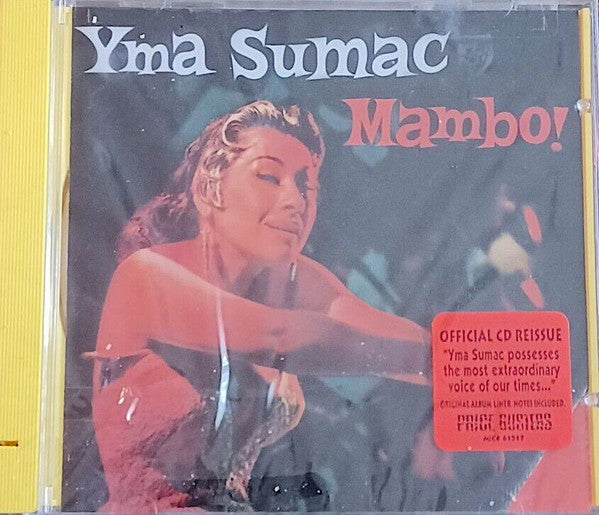 Yma Sumac
Mambo!
OFFICIAL CD REISSUE
"Yma Sumac possesses
the most extraordinary
voice of our times..."
ORIGINAL ALBUM LINER NOTES INCLUDED.
PRICE BUSTERS